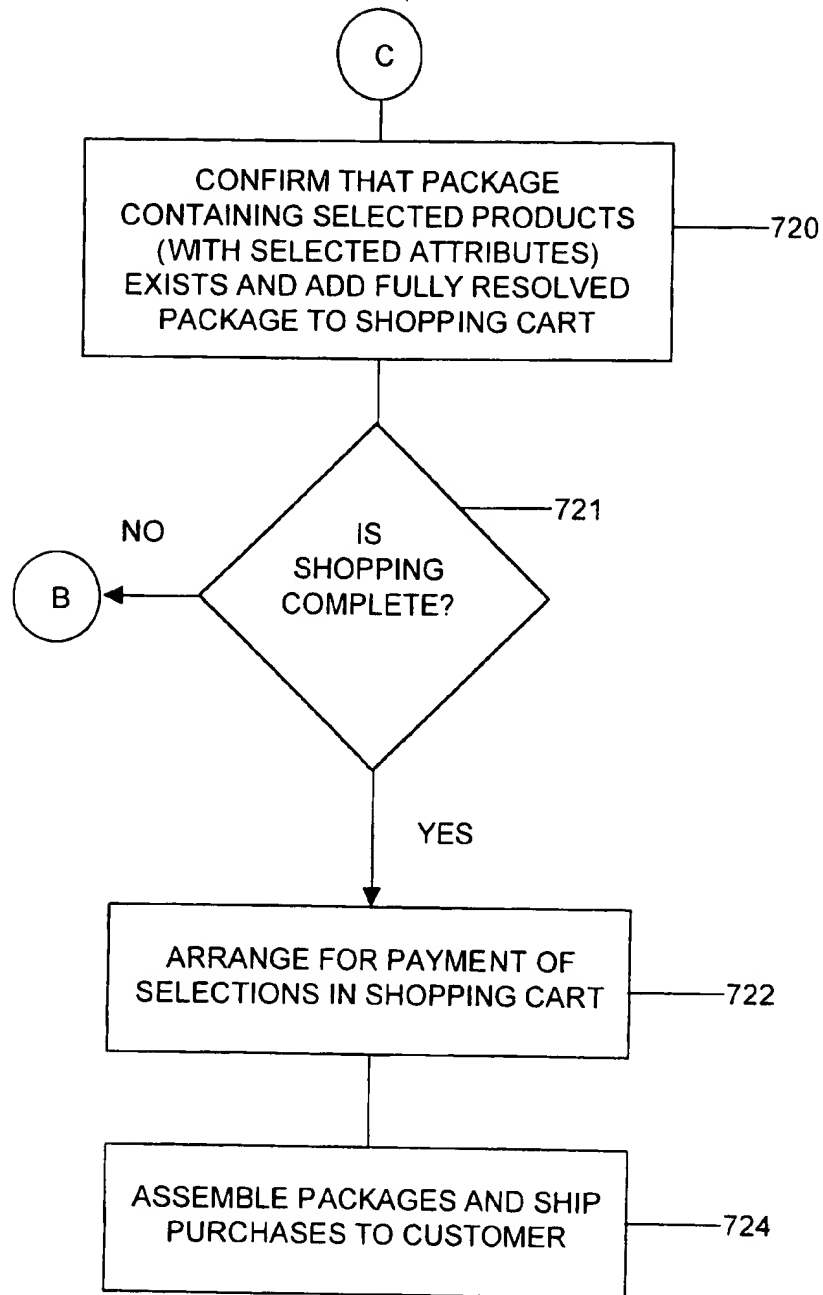 C
CONFIRM THAT PACKAGE
CONTAINING SELECTED PRODUCTS
(WITH SELECTED ATTRIBUTES)
EXISTS AND ADD FULLY RESOLVED
PACKAGE TO SHOPPING CART
720
721
NO
IS
SHOPPING
COMPLETE?
B
YES
ARRANGE FOR PAYMENT OF
SELECTIONS IN SHOPPING CART
722
ASSEMBLE PACKAGES AND SHIP
PURCHASES TO CUSTOMER
724